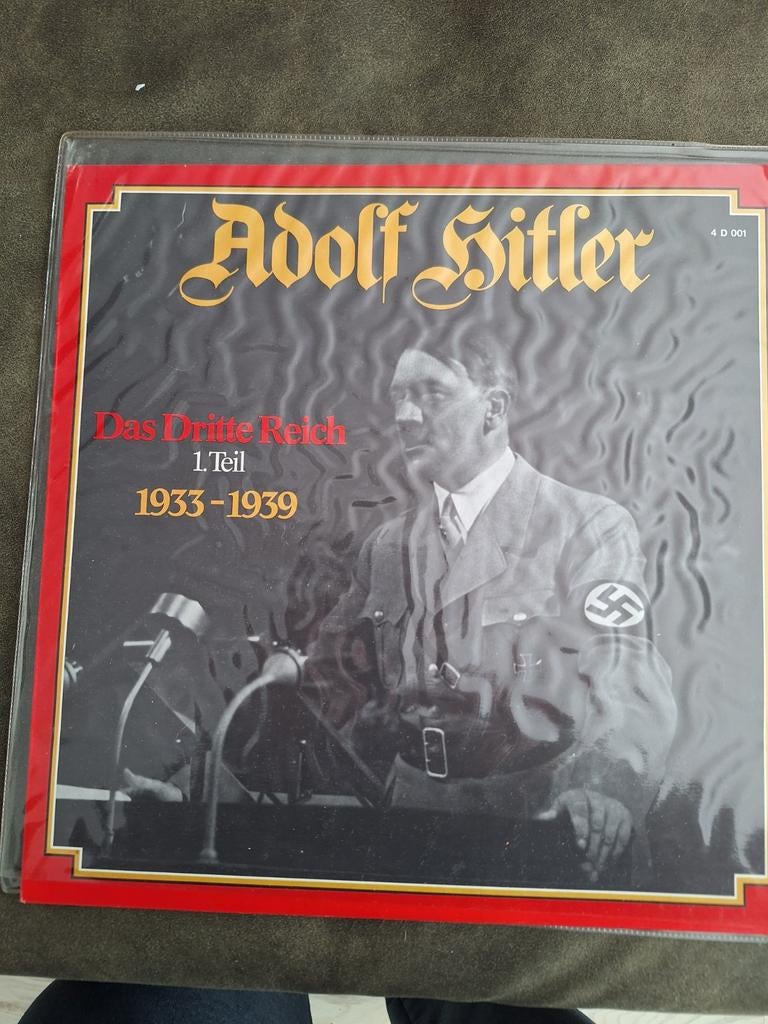 Adolf Hitler
4 D 001
Das Dritte Reich
1. Teil
1933-1939